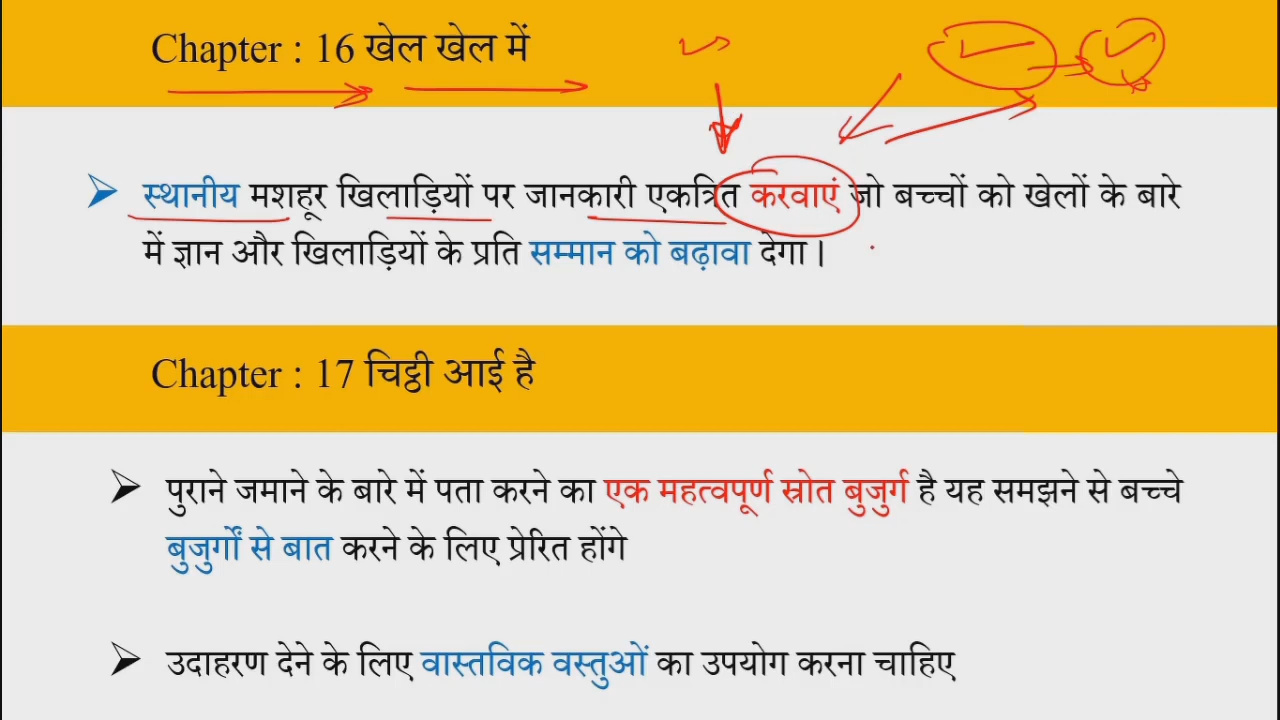 Chapter : 16 खेल खेल में
स्थानीय मशहूर खिलाड़ियों पर जानकारी एकत्रित करवाएं जो बच्चों को खेलों के बारे
में ज्ञान और खिलाड़ियों के प्रति सम्मान को बढ़ावा देगा।
Chapter : 17 चिट्ठी आई है
पुराने जमाने के बारे में पता करने का एक महत्वपूर्ण स्रोत बुजुर्ग है यह समझने से बच्चे
बुजुर्गों से बात करने के लिए प्रेरित होंगे
उदाहरण देने के लिए वास्तविक वस्तुओं का उपयोग करना चाहिए